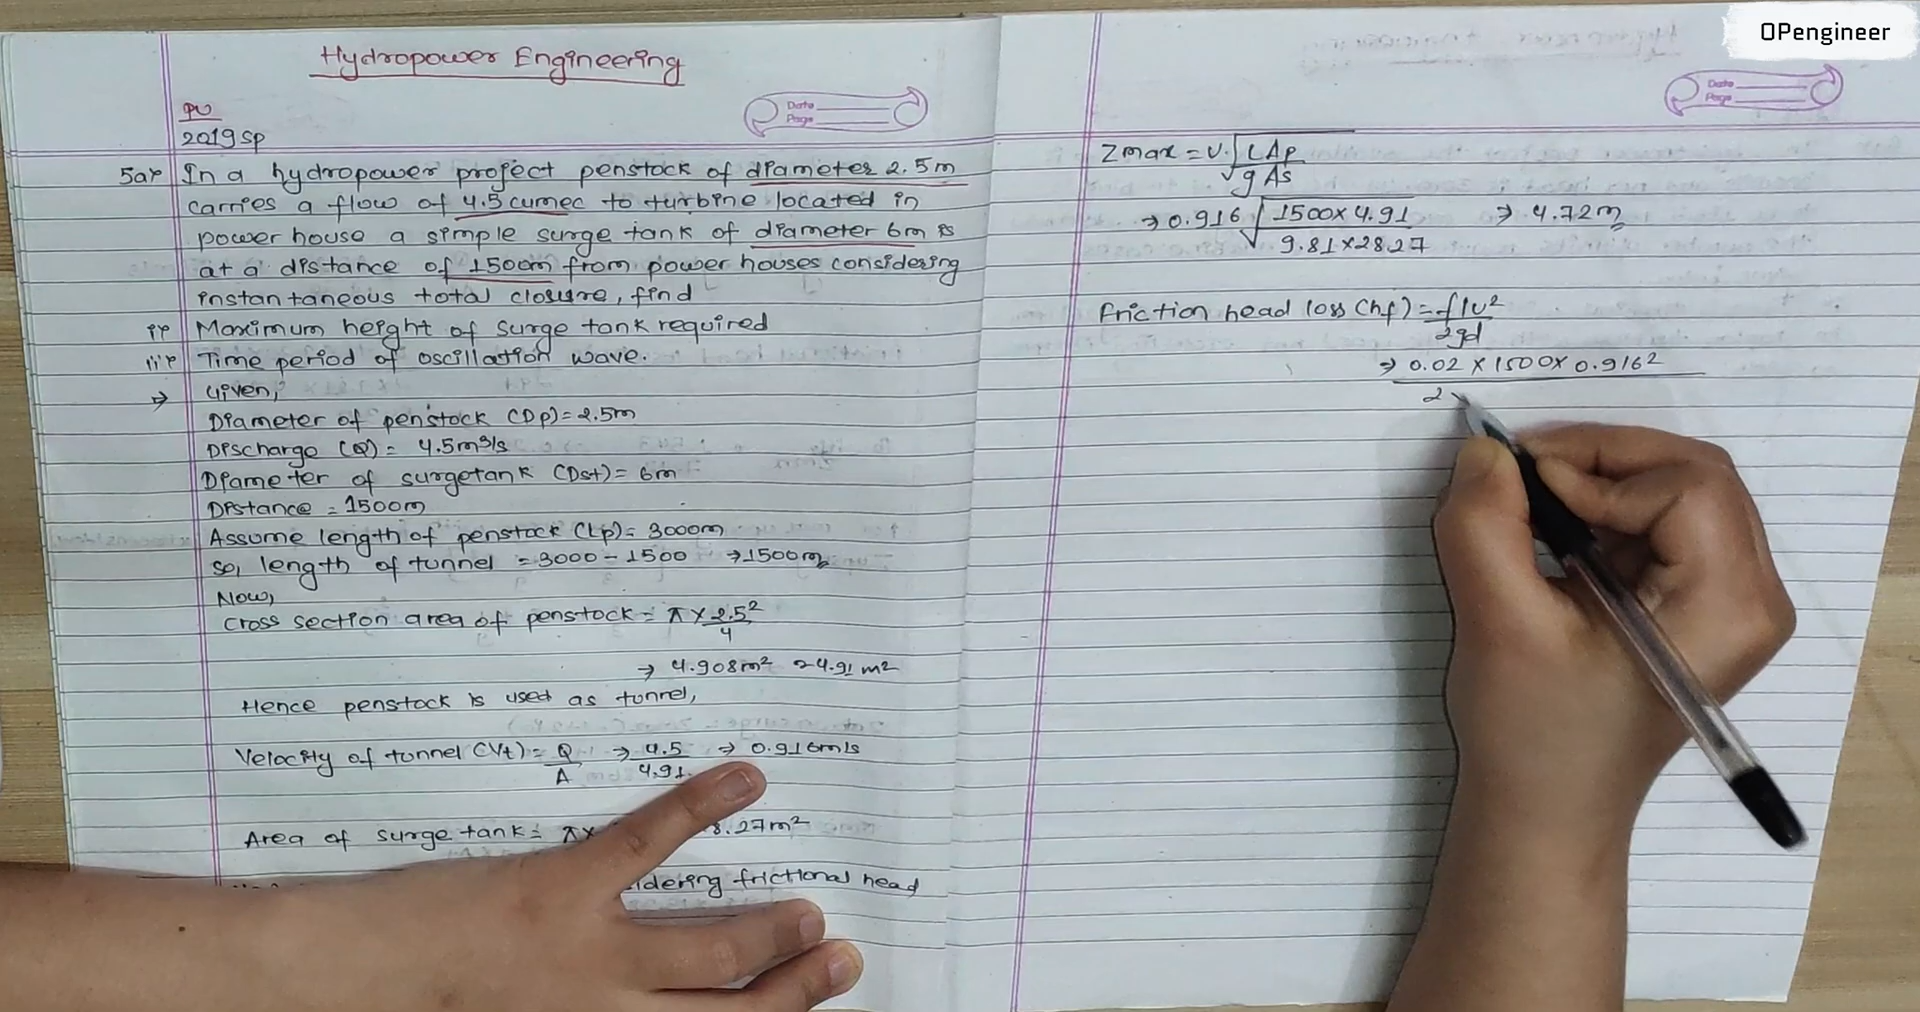 OPengineer
Hydropower Engineering
Date
Page
PU
2019 sp
5a> In a hydropower project penstock of diameter 2.5m
carries a flow of 4.5 cumec to turbine located in
power house a simple surge tank of diameter 6m is
at a distance of 1500m from power houses considering
instantaneous total closure, find
i> Maximum height of surge tank required
ii> Time period of oscillation wave.
→ Given,
Diameter of penstock (Dp) = 2.5m
Discharge (Q) = 4.5m³/s
Diameter of surgetank (Dst) = 6m
Distance = 1500m
Assume length of penstock (Lp) = 3000m
so, length of tunnel = 3000 - 1500 → 1500m
Now,
Cross section area of penstock = π × 2.5²
4
→ 4.908m² ≈ 4.91 m²
Hence penstock is used as tunnel,
Velocity of tunnel (Vt) = Q → 4.5 → 0.916m/s
A 4.91
Area of surge tank = π× 8.27m²
idering frictional head
Date
Page
Zmax = V.√ LAp
g As
→ 0.916 √ 1500 × 4.91 → 4.72m
9.81 × 28.27
Friction head loss (hf) = flv²
2gd
→ 0.02 × 1500 × 0.916²
2 ×